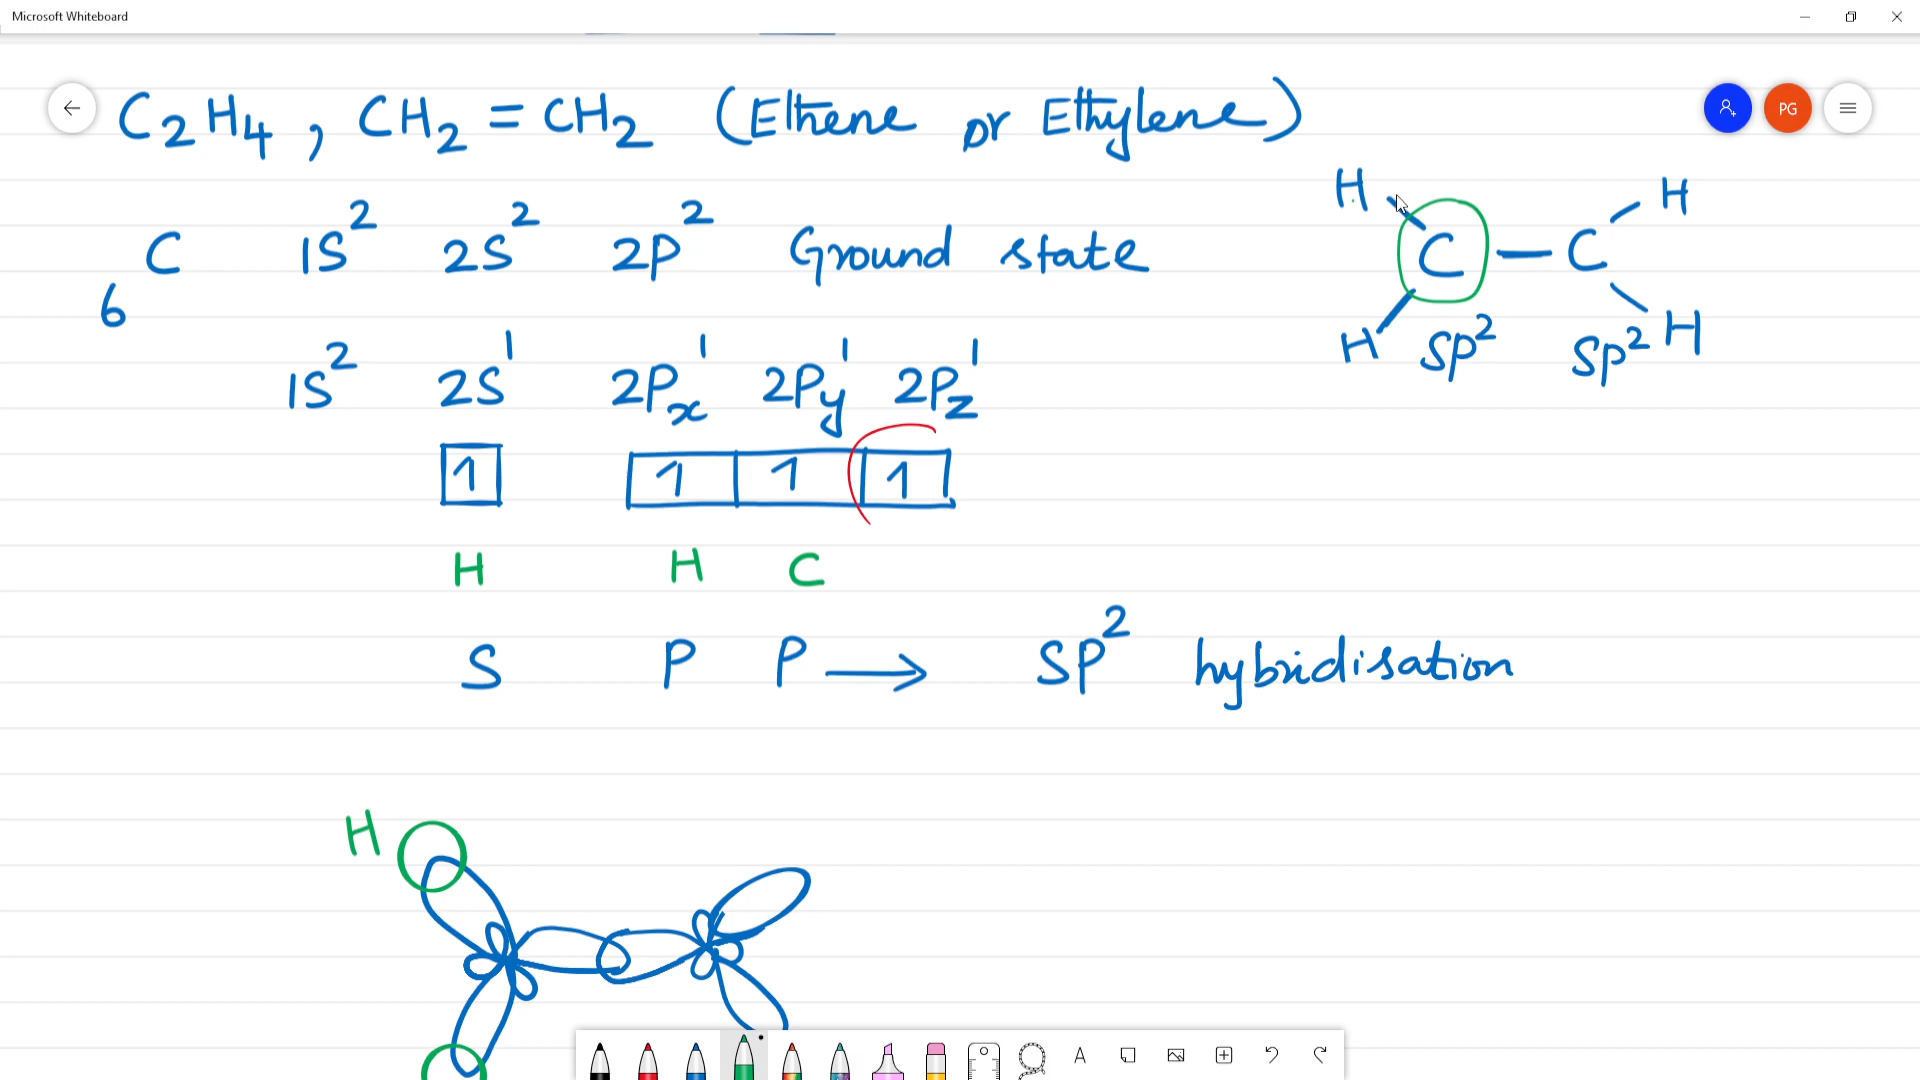 Microsoft Whiteboard
C2H4 , CH2 = CH2 (Ethene or Ethylene)
PG
6 C 1S² 2S² 2P² Ground state
1S² 2S¹ 2Px¹ 2Py¹ 2Pz¹
1 1 1 1
H H C
S P P → SP² hybridisation
H H
C — C
H SP² SP² H
H
A